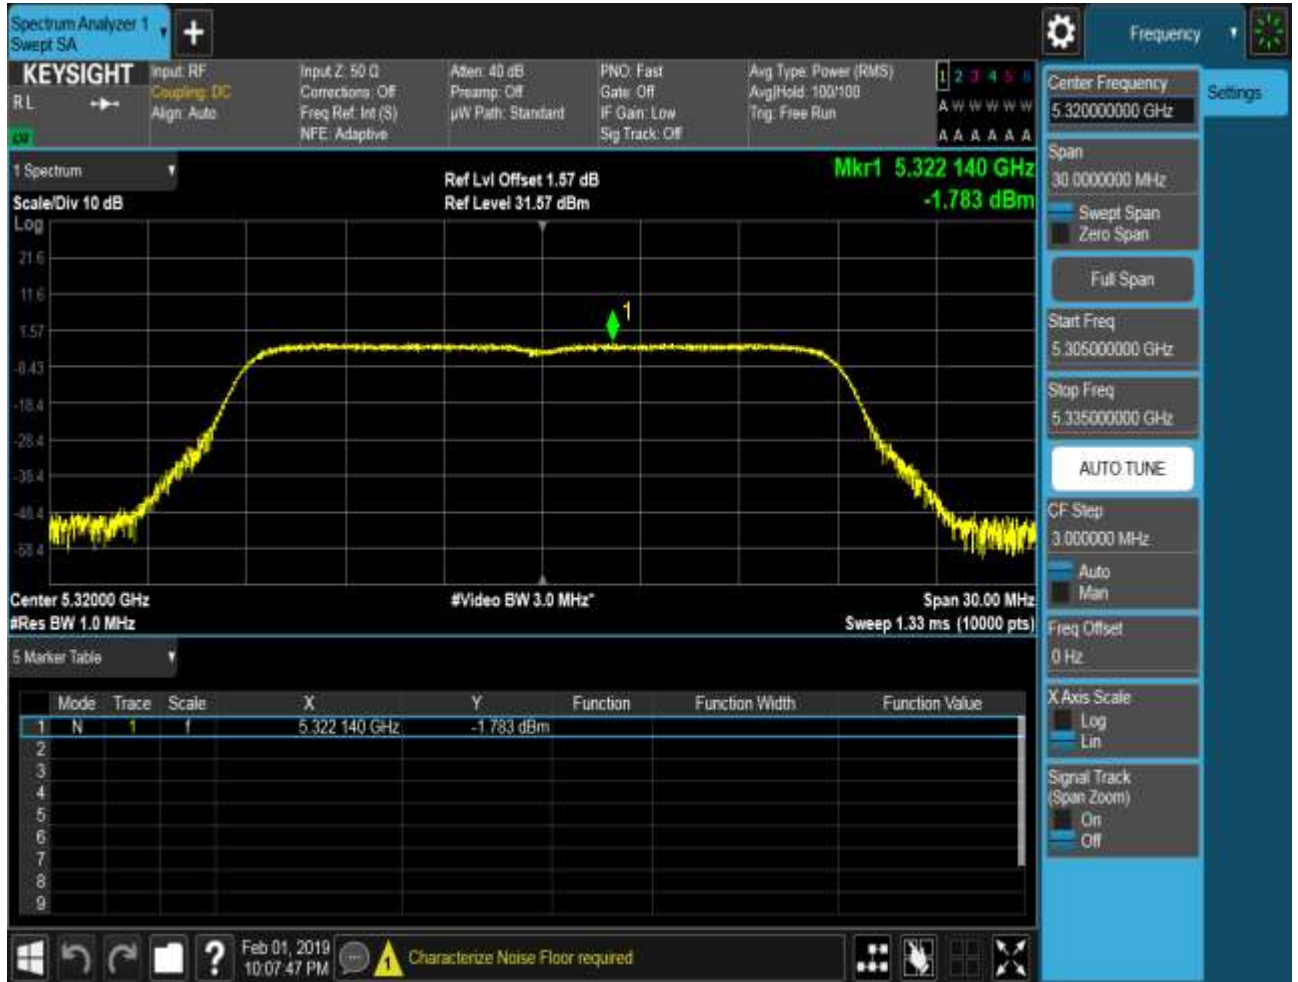 Spectrum Analyzer 1
Swept SA
+
Frequency
KEYSIGHT
RL
Input: RF
Coupling: DC
Align: Auto
Input Z: 50 Ω
Corrections: Off
Freq Ref: Int (S)
NFE: Adaptive
Atten: 40 dB
Preamp: Off
µW Path: Standard
PNO: Fast
Gate: Off
IF Gain: Low
Sig Track: Off
Avg Type: Power (RMS)
Avg|Hold: 100/100
Trig: Free Run
1 2 3 4 5 6
A W W W W W
A A A A A A
1 Spectrum
Scale/Div 10 dB
Log
Ref Lvl Offset 1.57 dB
Ref Level 31.57 dBm
Mkr1 5.322 140 GHz
-1.783 dBm
21.6
11.6
1.57
-8.43
-18.4
-28.4
-38.4
-48.4
-58.4
1
Center 5.32000 GHz
#Res BW 1.0 MHz
#Video BW 3.0 MHz*
Span 30.00 MHz
Sweep 1.33 ms (10000 pts)
5 Marker Table
Mode Trace Scale X Y Function Function Width Function Value
1 N 1 f 5.322 140 GHz -1.783 dBm
2
3
4
5
6
7
8
9
Center Frequency
5.320000000 GHz
Settings
Span
30.0000000 MHz
Swept Span
Zero Span
Full Span
Start Freq
5.305000000 GHz
Stop Freq
5.335000000 GHz
AUTO TUNE
CF Step
3.000000 MHz
Auto
Man
Freq Offset
0 Hz
X Axis Scale
Log
Lin
Signal Track
(Span Zoom)
On
Off
?
Feb 01, 2019
10:07:47 PM
1
Characterize Noise Floor required